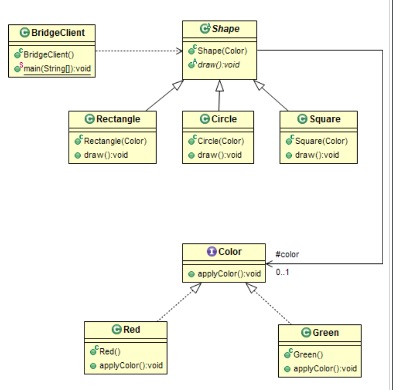 BridgeClient
BridgeClient()
main(String[]):void
Shape
Shape(Color)
draw():void
Rectangle
Rectangle(Color)
draw():void
Circle
Circle(Color)
draw():void
Square
Square(Color)
draw():void
#color
0..1
Color
applyColor():void
Red
Red()
applyColor():void
Green
Green()
applyColor():void